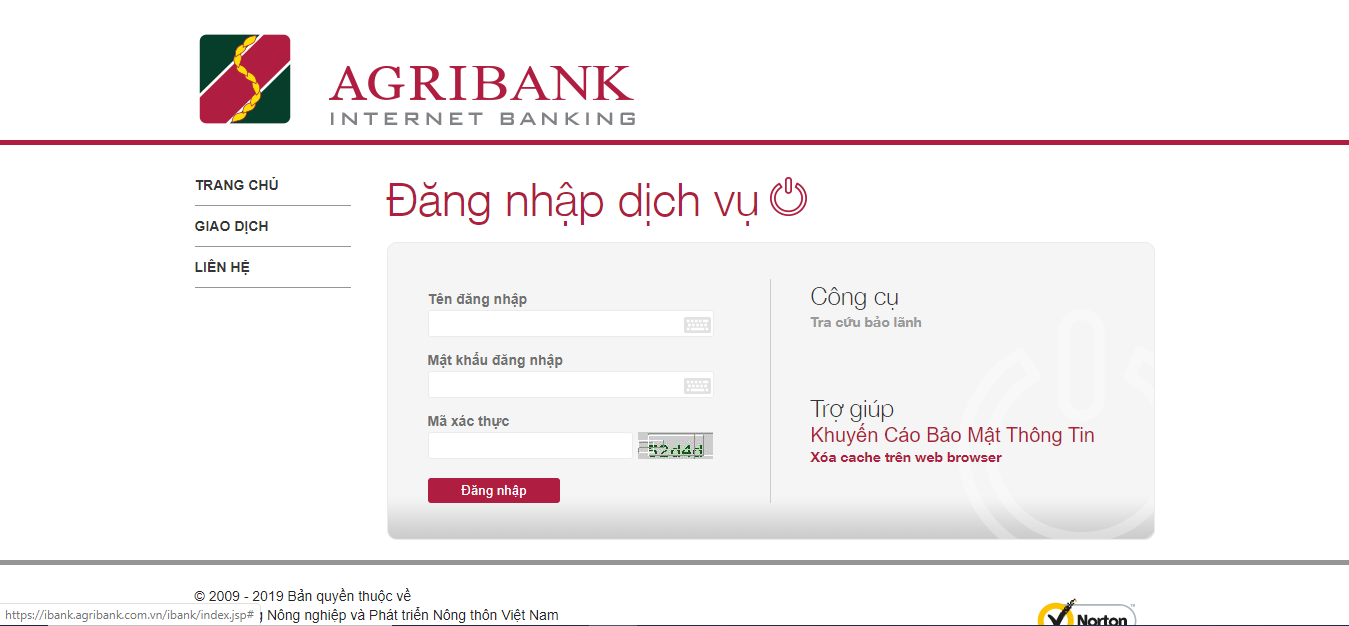 AGRIBANK
INTERNET BANKING
TRANG CHỦ
GIAO DỊCH
LIÊN HỆ
Đăng nhập dịch vụ
Tên đăng nhập
Mật khẩu đăng nhập
Mã xác thực
52d4d
Đăng nhập
Công cụ
Tra cứu bảo lãnh
Trợ giúp
Khuyến Cáo Bảo Mật Thông Tin
Xóa cache trên web browser
© 2009 - 2019 Bản quyền thuộc về
Nông nghiệp và Phát triển Nông thôn Việt Nam
https://ibank.agribank.com.vn/ibank/index.jsp#
Norton